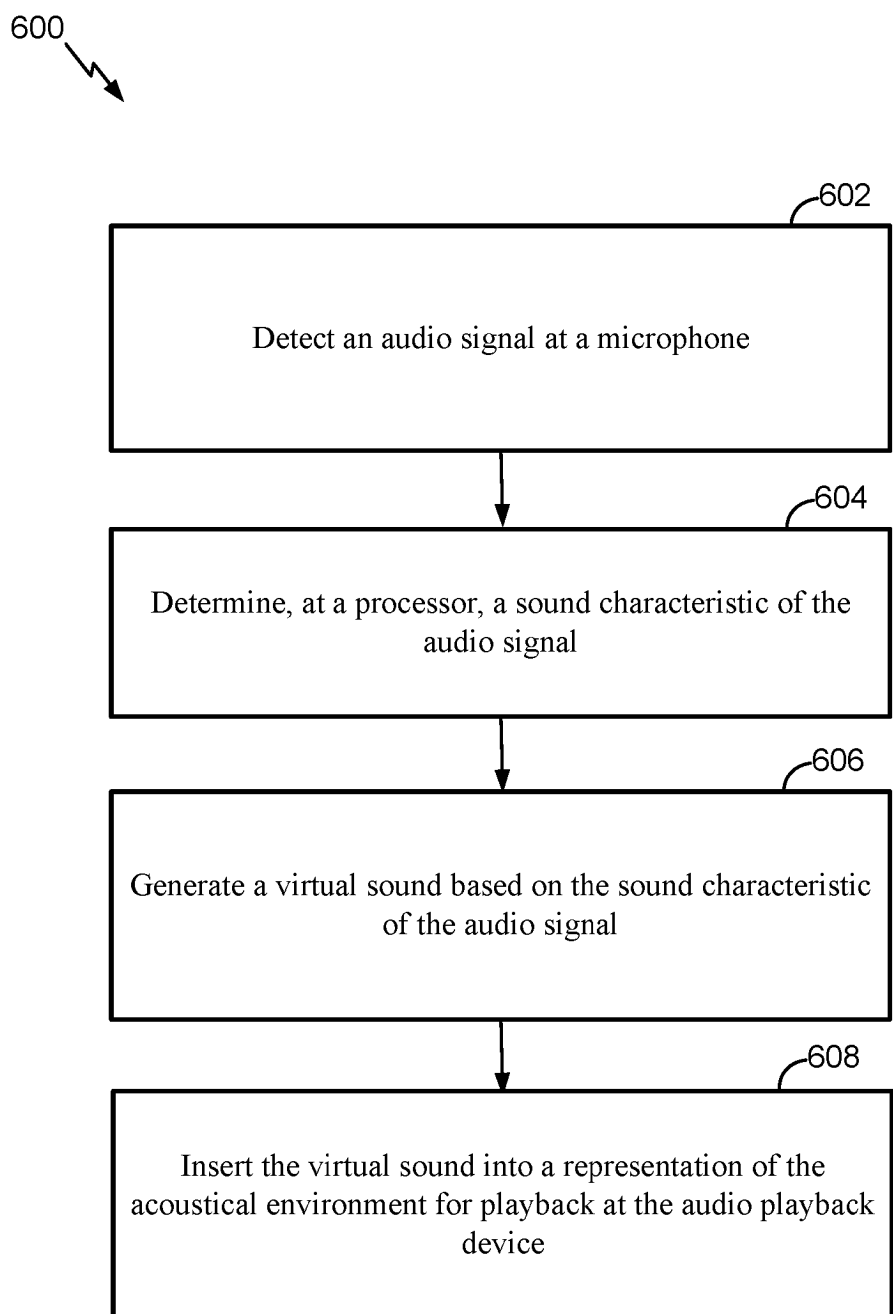 600
602
Detect an audio signal at a microphone
604
Determine, at a processor, a sound characteristic of the
audio signal
606
Generate a virtual sound based on the sound characteristic
of the audio signal
608
Insert the virtual sound into a representation of the
acoustical environment for playback at the audio playback
device